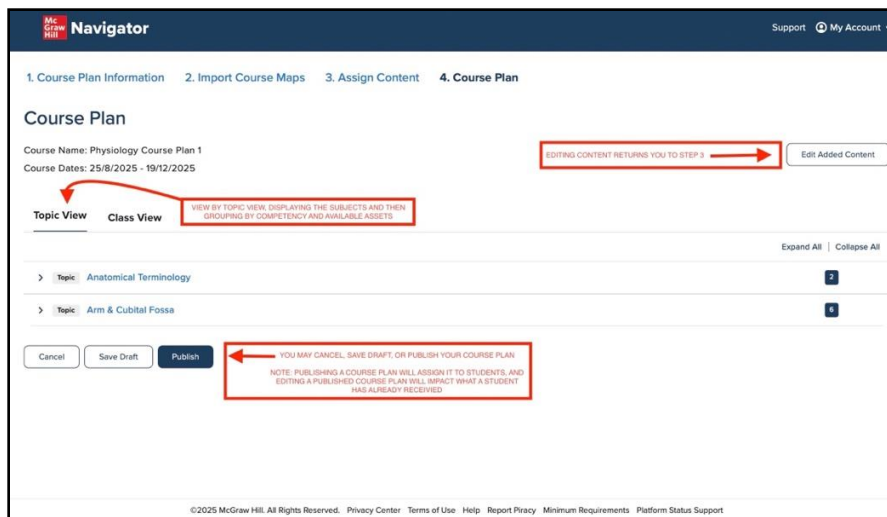 Mc
Graw
Hill
Navigator
Support My Account
1. Course Plan Information 2. Import Course Maps 3. Assign Content 4. Course Plan
Course Plan
Course Name: Physiology Course Plan 1
Course Dates: 25/8/2025 - 19/12/2025
EDITING CONTENT RETURNS YOU TO STEP 3
Edit Added Content
Topic View Class View
VIEW BY TOPIC VIEW, DISPLAYING THE SUBJECTS AND THEN
GROUPING BY COMPETENCY AND AVAILABLE ASSETS
Expand All | Collapse All
Topic Anatomical Terminology 2
Topic Arm & Cubital Fossa 6
Cancel Save Draft Publish
YOU MAY CANCEL, SAVE DRAFT, OR PUBLISH YOUR COURSE PLAN
NOTE: PUBLISHING A COURSE PLAN WILL ASSIGN IT TO STUDENTS, AND
EDITING A PUBLISHED COURSE PLAN WILL IMPACT WHAT A STUDENT
HAS ALREADY RECEIVIED
©2025 McGraw Hill. All Rights Reserved. Privacy Center Terms of Use Help Report Piracy Minimum Requirements Platform Status Support